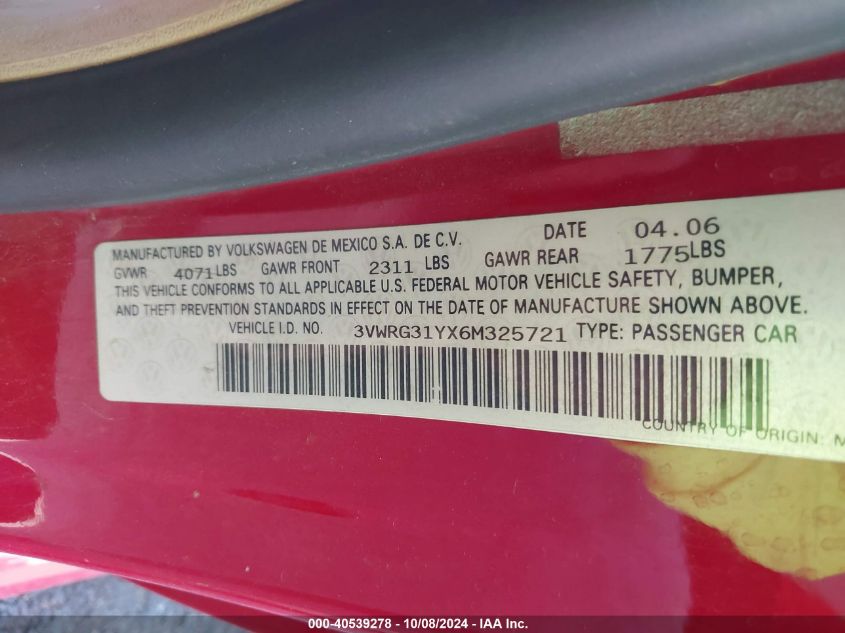 MANUFACTURED BY VOLKSWAGEN DE MEXICO S.A. DE C.V. DATE 04.06
GVWR 4071LBS GAWR FRONT 2311 LBS GAWR REAR 1775LBS
THIS VEHICLE CONFORMS TO ALL APPLICABLE U.S. FEDERAL MOTOR VEHICLE SAFETY, BUMPER,
AND THEFT PREVENTION STANDARDS IN EFFECT ON THE DATE OF MANUFACTURE SHOWN ABOVE.
VEHICLE I.D. NO. 3VWRG31YX6M325721 TYPE: PASSENGER CAR
COUNTRY OF ORIGIN: M
000-40539278 - 10/08/2024 - IAA Inc.